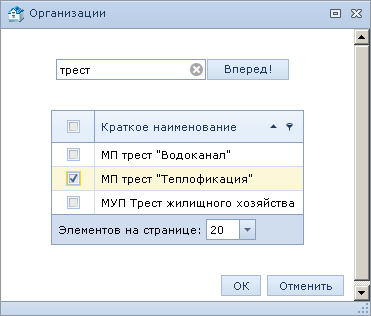 Организации
трест
Вперед!
Краткое наименование
МП трест "Водоканал"
МП трест "Теплофикация"
МУП Трест жилищного хозяйства
Элементов на странице: 20
ОК Отменить